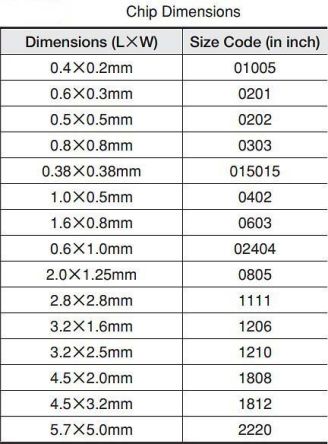 Chip Dimensions
Dimensions (L×W) Size Code (in inch)
0.4×0.2mm 01005
0.6×0.3mm 0201
0.5×0.5mm 0202
0.8×0.8mm 0303
0.38×0.38mm 015015
1.0×0.5mm 0402
1.6×0.8mm 0603
0.6×1.0mm 02404
2.0×1.25mm 0805
2.8×2.8mm 1111
3.2×1.6mm 1206
3.2×2.5mm 1210
4.5×2.0mm 1808
4.5×3.2mm 1812
5.7×5.0mm 2220